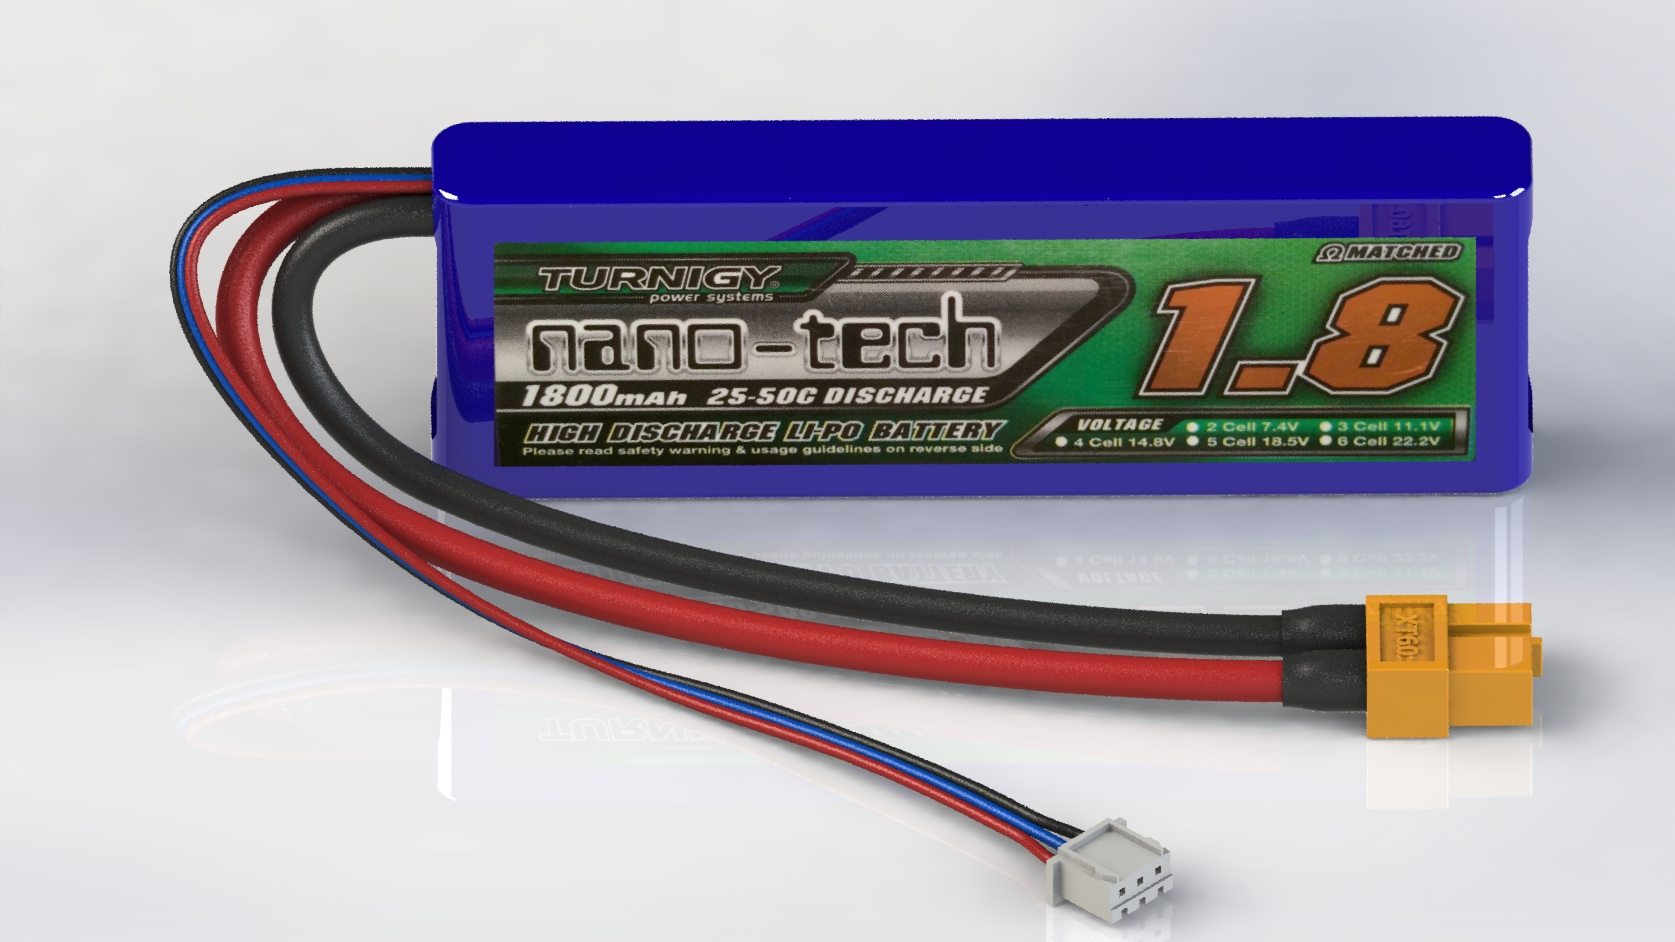 TURNIGY®
power systems
nano-tech
1800mAh 25-50C DISCHARGE
HIGH DISCHARGE LI-PO BATTERY
Please read safety warning & usage guidelines on reverse side
Ω MATCHED
1.8
VOLTAGE 2 Cell 7.4V 3 Cell 11.1V
4 Cell 14.8V 5 Cell 18.5V 6 Cell 22.2V
XT60